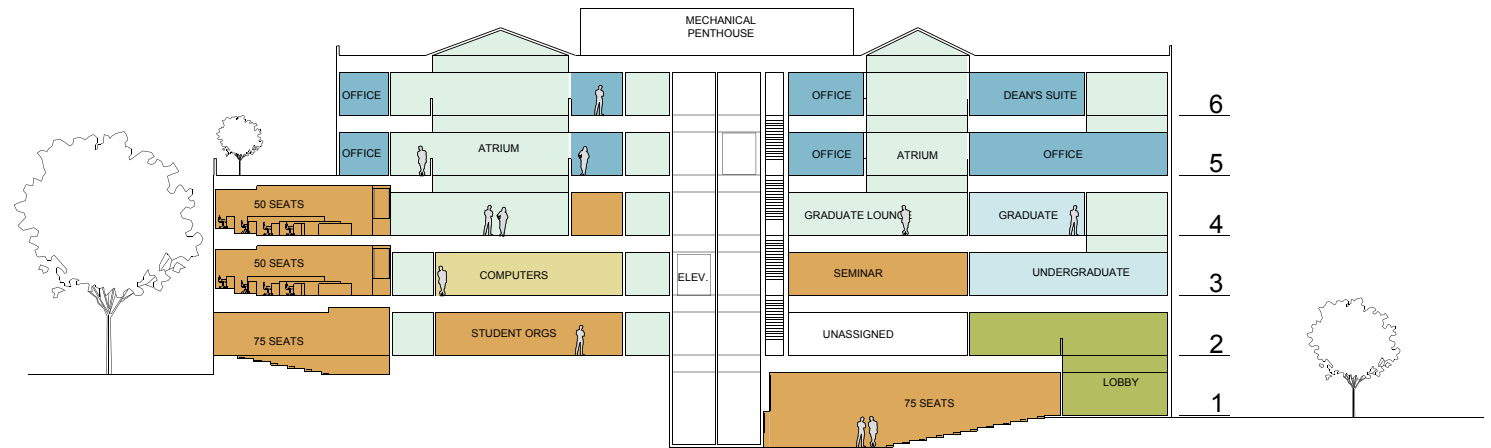 MECHANICAL
PENTHOUSE
OFFICE
OFFICE
DEAN'S SUITE
6
OFFICE
ATRIUM
OFFICE
ATRIUM
OFFICE
5
50 SEATS
GRADUATE LOUNGE
GRADUATE
4
50 SEATS
COMPUTERS
ELEV.
SEMINAR
UNDERGRADUATE
3
75 SEATS
STUDENT ORGS
UNASSIGNED
2
LOBBY
75 SEATS
1